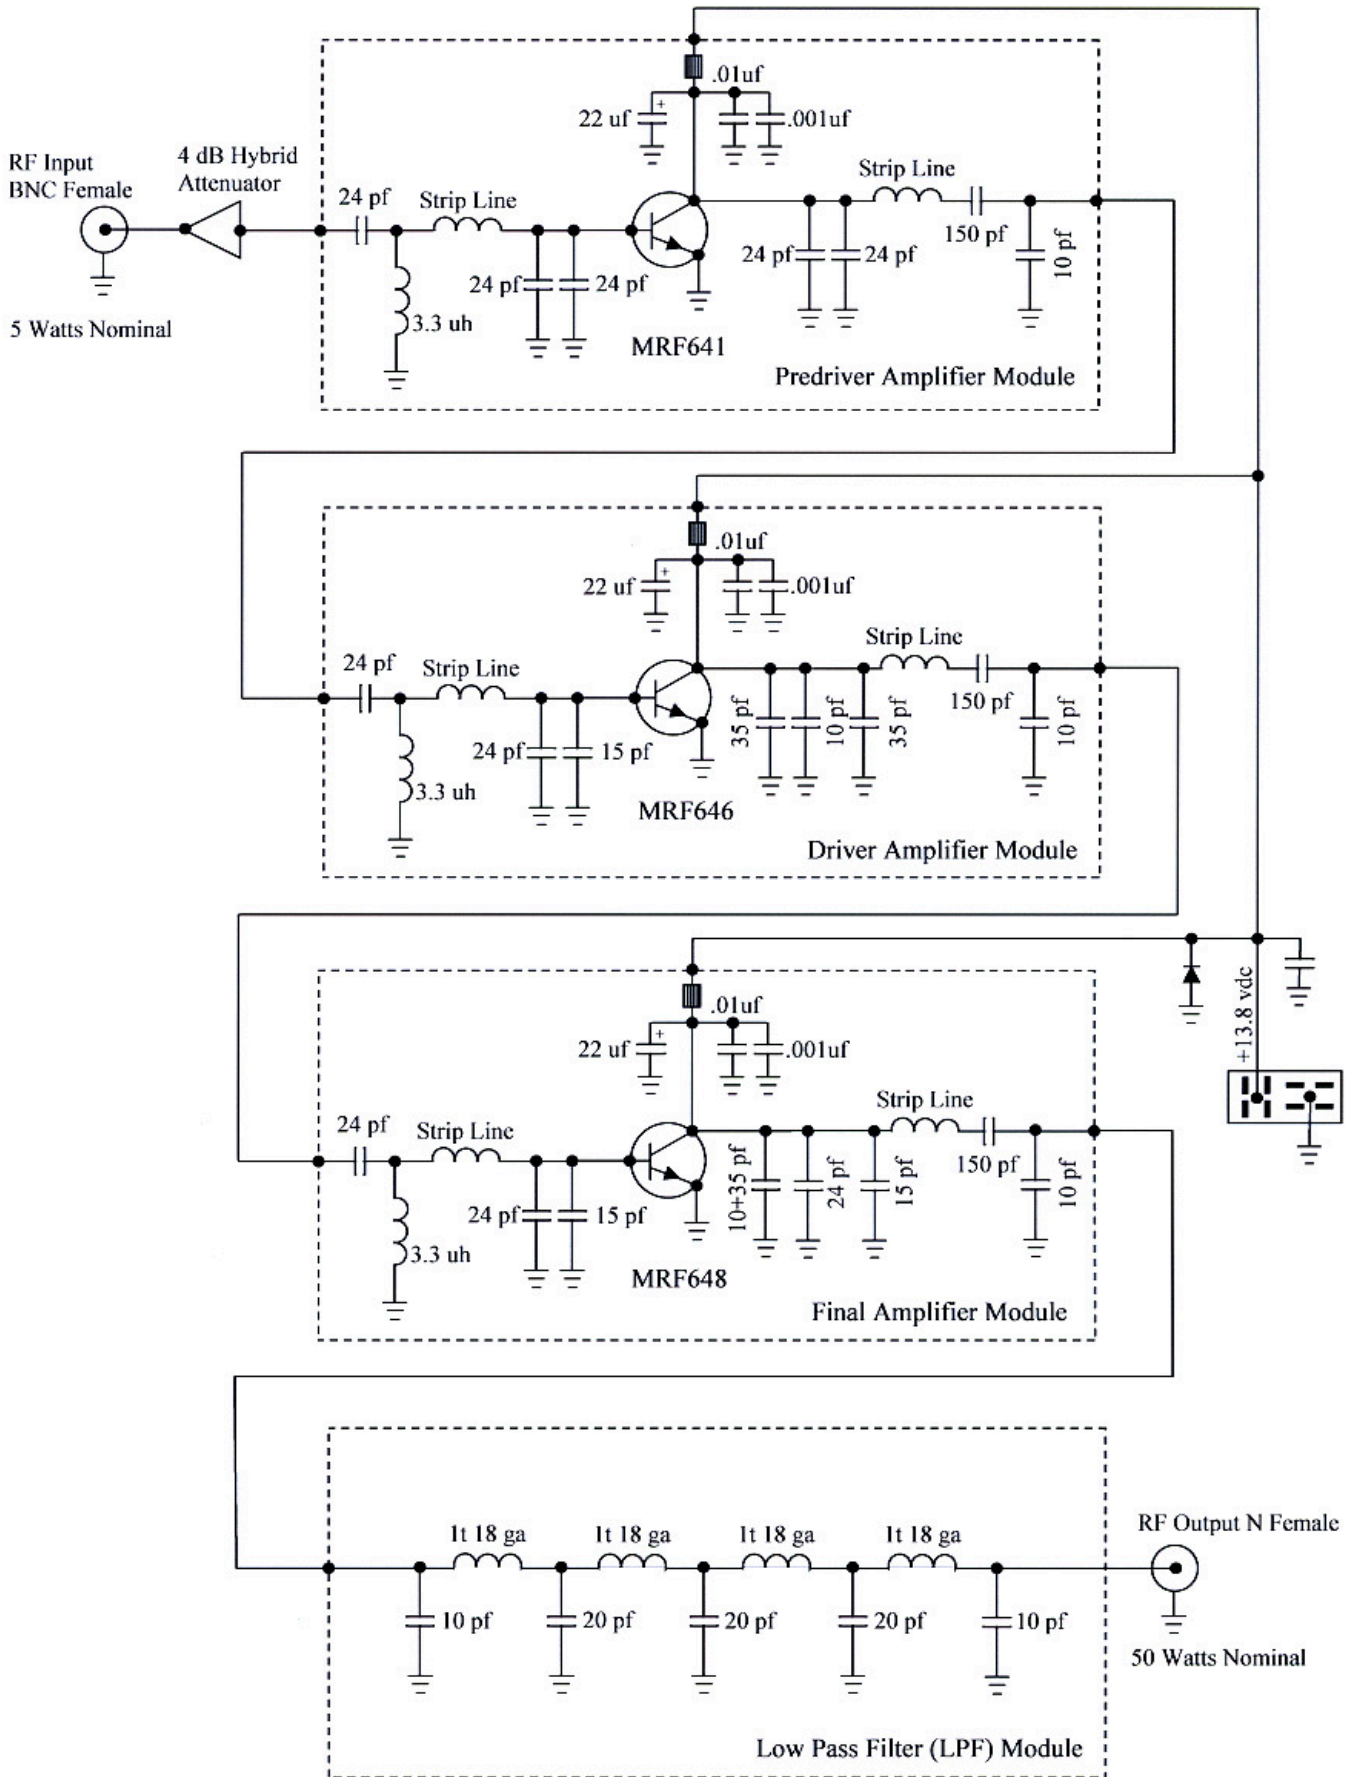 .01uf
22 uf
+
.001uf
RF Input
BNC Female
4 dB Hybrid
Attenuator
24 pf
Strip Line
Strip Line
150 pf
10 pf
24 pf
24 pf
24 pf
24 pf
3.3 uh
5 Watts Nominal
MRF641
Predriver Amplifier Module
.01uf
22 uf
+
.001uf
Strip Line
24 pf
Strip Line
150 pf
35 pf
10 pf
35 pf
10 pf
24 pf
15 pf
3.3 uh
MRF646
Driver Amplifier Module
+13.8 vdc
.01uf
22 uf
+
.001uf
Strip Line
24 pf
Strip Line
150 pf
10+35 pf
24 pf
15 pf
10 pf
24 pf
15 pf
3.3 uh
MRF648
Final Amplifier Module
1t 18 ga
1t 18 ga
1t 18 ga
1t 18 ga
RF Output N Female
10 pf
20 pf
20 pf
20 pf
10 pf
50 Watts Nominal
Low Pass Filter (LPF) Module